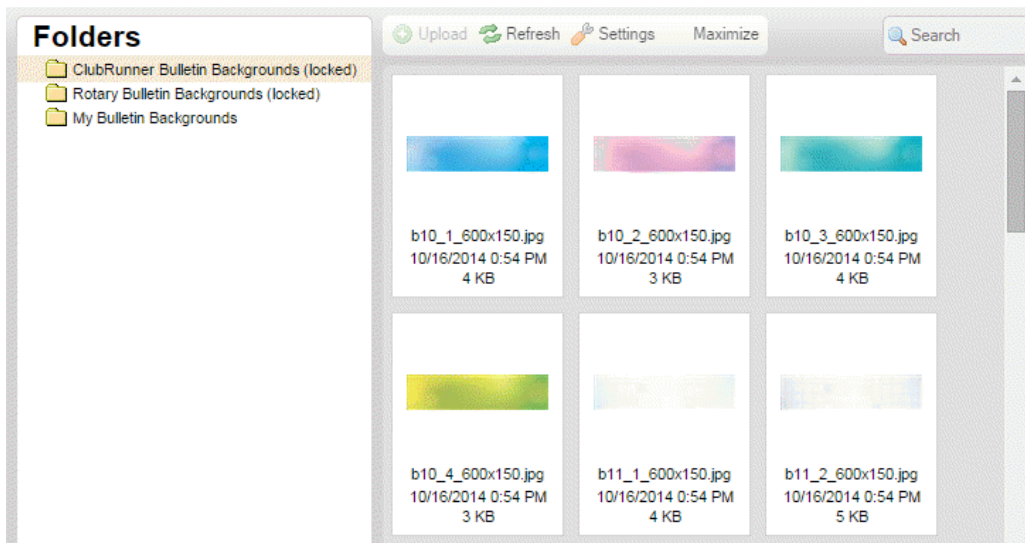 Folders
ClubRunner Bulletin Backgrounds (locked)
Rotary Bulletin Backgrounds (locked)
My Bulletin Backgrounds
Upload Refresh Settings Maximize Search
b10_1_600x150.jpg
10/16/2014 0:54 PM
4 KB
b10_2_600x150.jpg
10/16/2014 0:54 PM
3 KB
b10_3_600x150.jpg
10/16/2014 0:54 PM
4 KB
b10_4_600x150.jpg
10/16/2014 0:54 PM
3 KB
b11_1_600x150.jpg
10/16/2014 0:54 PM
4 KB
b11_2_600x150.jpg
10/16/2014 0:54 PM
5 KB